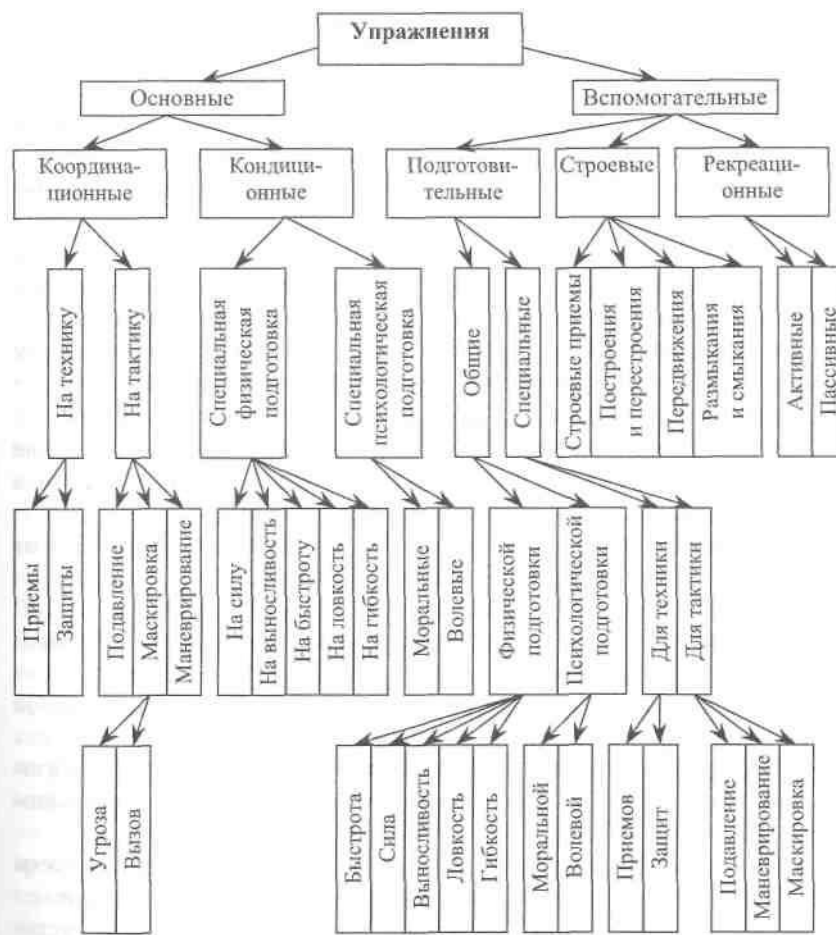 Упражнения
Основные
Вспомогательные
Координа-
ционные
Кондици-
онные
Подготови-
тельные
Строевые
Рекреаци-
онные
На технику
На тактику
Специальная
физическая
подготовка
Специальная
психологическая
подготовка
Общие
Специальные
Строевые приемы
Построения
и перестроения
Передвижения
Размыкания
и смыкания
Активные
Пассивные
Приемы
Защиты
Подавление
Маскировка
Маневрирование
На силу
На выносливость
На быстроту
На ловкость
На гибкость
Моральные
Волевые
Физической
подготовки
Психологической
подготовки
Для техники
Для тактики
Угроза
Вызов
Быстрота
Сила
Выносливость
Ловкость
Гибкость
Моральной
Волевой
Приемов
Защит
Подавление
Маневрирование
Маскировка